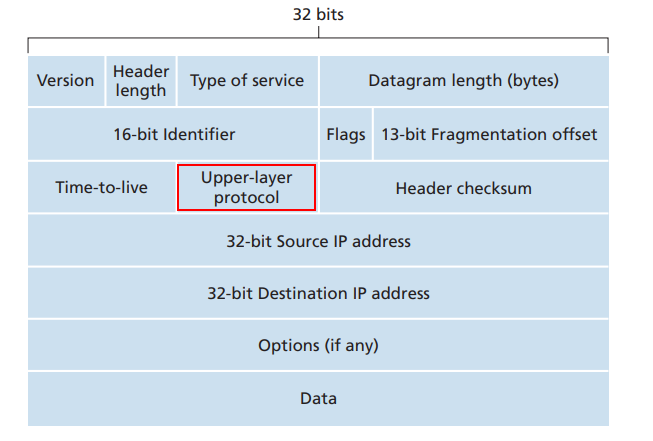 32 bits
Version
Header
length
Type of service
Datagram length (bytes)
16-bit Identifier
Flags
13-bit Fragmentation offset
Time-to-live
Upper-layer
protocol
Header checksum
32-bit Source IP address
32-bit Destination IP address
Options (if any)
Data